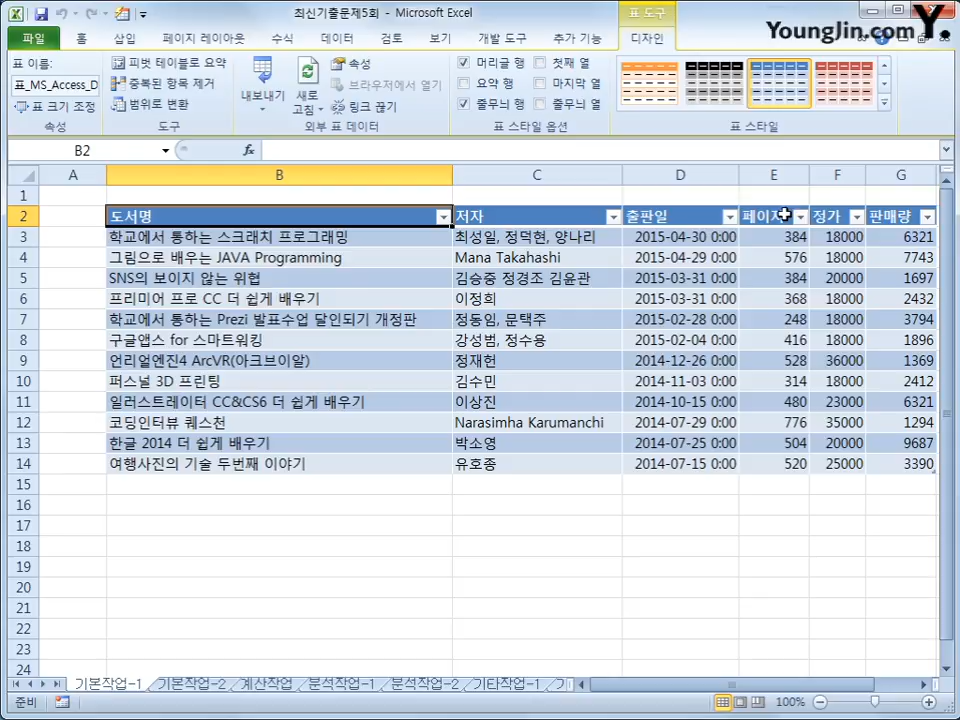 최신기출문제5회 - Microsoft Excel
표 도구
Younglin.com Y.
파일 홈 삽입 페이지 레이아웃 수식 데이터 검토 보기 개발 도구 추가 기능 디자인
표 이름:
표_MS_Access_D
표 크기 조정
속성
피벗 테이블로 요약
중복된 항목 제거
범위로 변환
도구
내보내기
새로 고침
속성
브라우저에서 열기
링크 끊기
외부 표 데이터
머리글 행 첫째 열
요약 행 마지막 열
줄무늬 행 줄무늬 열
표 스타일 옵션
표 스타일
B2 fx
A B C D E F G
1
2 도서명 저자 출판일 페이지 정가 판매량
3 학교에서 통하는 스크래치 프로그래밍 최성일, 정덕현, 양나리 2015-04-30 0:00 384 18000 6321
4 그림으로 배우는 JAVA Programming Mana Takahashi 2015-04-29 0:00 576 18000 7743
5 SNS의 보이지 않는 위협 김승중 정경조 김윤관 2015-03-31 0:00 384 20000 1697
6 프리미어 프로 CC 더 쉽게 배우기 이정희 2015-03-31 0:00 368 18000 2432
7 학교에서 통하는 Prezi 발표수업 달인되기 개정판 정동임, 문택주 2015-02-28 0:00 248 18000 3794
8 구글앱스 for 스마트워킹 강성범, 정수용 2015-02-04 0:00 416 18000 1896
9 언리얼엔진4 ArcVR(아크브이알) 정재헌 2014-12-26 0:00 528 36000 1369
10 퍼스널 3D 프린팅 김수민 2014-11-03 0:00 314 18000 2412
11 일러스트레이터 CC&CS6 더 쉽게 배우기 이상진 2014-10-15 0:00 480 23000 6321
12 코딩인터뷰 퀘스천 Narasimha Karumanchi 2014-07-29 0:00 776 35000 1294
13 한글 2014 더 쉽게 배우기 박소영 2014-07-25 0:00 504 20000 9687
14 여행사진의 기술 두번째 이야기 유호종 2014-07-15 0:00 520 25000 3390
15
16
17
18
19
20
21
22
23
24
기본작업-1 기본작업-2 계산작업 분석작업-1 분석작업-2 기타작업-1
준비 100%